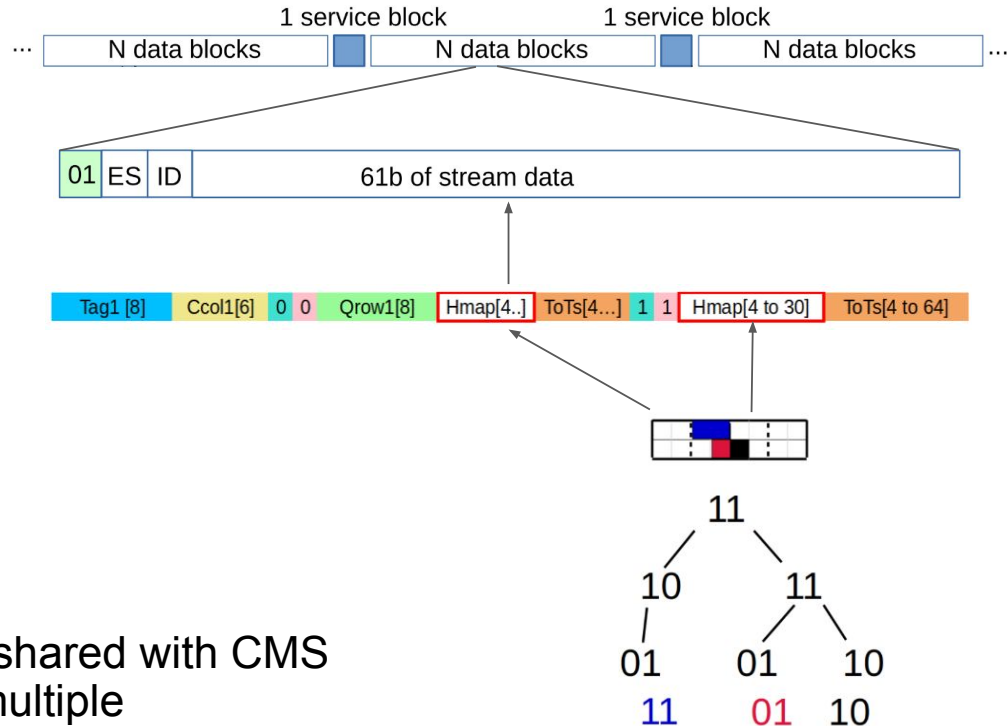 1 service block 1 service block
... N data blocks N data blocks N data blocks ...
01 ES ID 61b of stream data
Tag1 [8] Ccol1[6] 0 0 Qrow1[8] Hmap[4..] ToTs[4...] 1 1 Hmap[4 to 30] ToTs[4 to 64]
11
10 11
01 01 10
11 01 10
shared with CMS
multiple